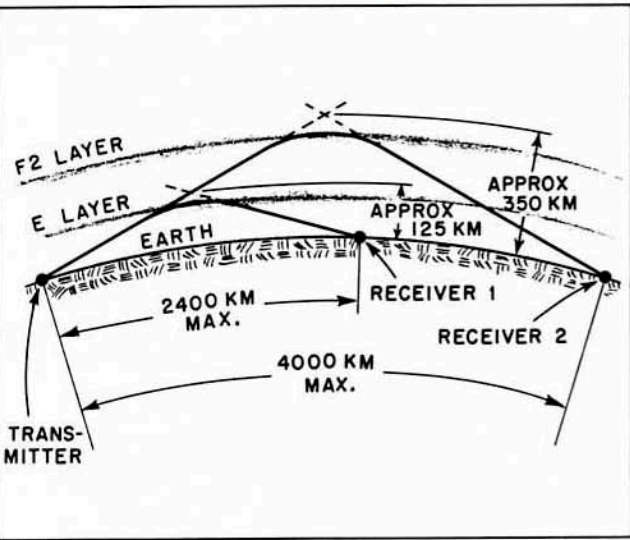 F2 LAYER
E LAYER
EARTH
APPROX
350 KM
APPROX
125 KM
2400 KM
MAX.
RECEIVER 1
RECEIVER 2
4000 KM
MAX.
TRANS-
MITTER